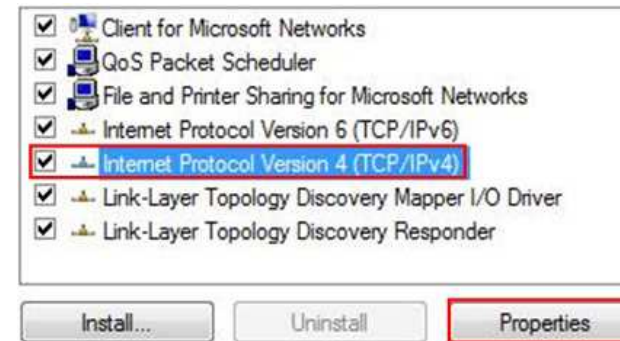 Client for Microsoft Networks
QoS Packet Scheduler
File and Printer Sharing for Microsoft Networks
Internet Protocol Version 6 (TCP/IPv6)
Internet Protocol Version 4 (TCP/IPv4)
Link-Layer Topology Discovery Mapper I/O Driver
Link-Layer Topology Discovery Responder
Install... Uninstall Properties